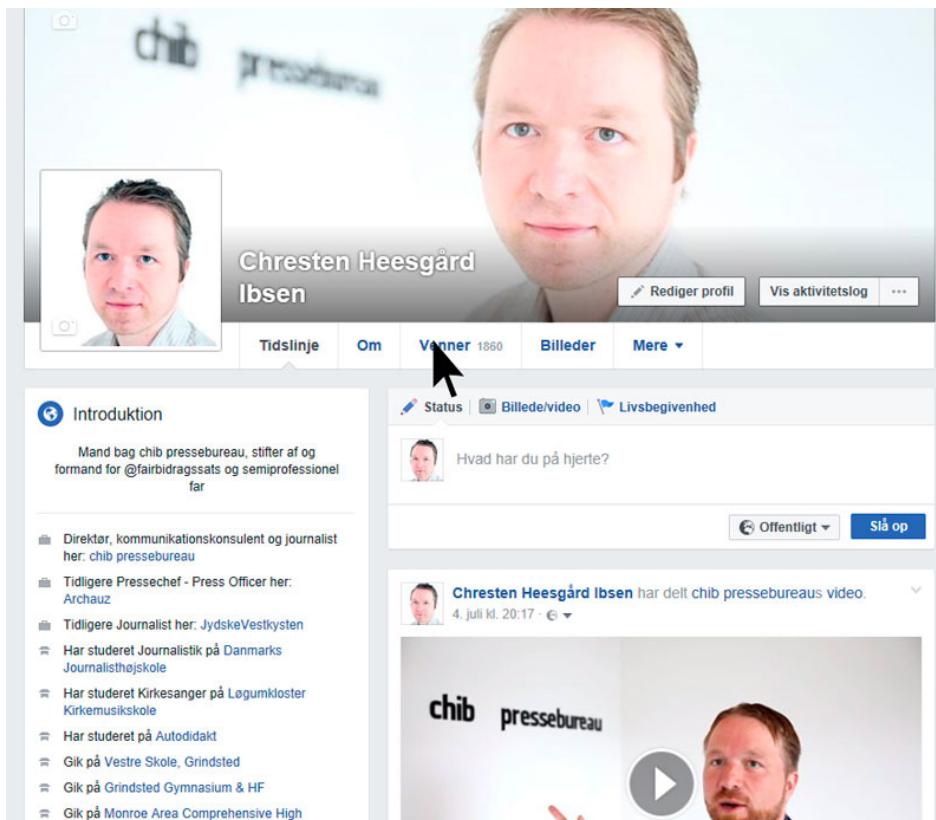 chib pressebureau
Chresten Heesgård
Ibsen
Rediger profil
Vis aktivitetslog
Tidslinje
Om
Venner 1860
Billeder
Mere
Introduktion
Mand bag chib pressebureau, stifter af og
formand for @fairbidragssats og semiprofessionel
far
Direktør, kommunikationskonsulent og journalist
her: chib pressebureau
Tidligere Pressechef - Press Officer her:
Archauz
Tidligere Journalist her: JydskeVestkysten
Har studeret Journalistik på Danmarks
Journalisthøjskole
Har studeret Kirkesanger på Løgumkloster
Kirkemusikskole
Har studeret på Autodidakt
Gik på Vestre Skole, Grindsted
Gik på Grindsted Gymnasium & HF
Gik på Monroe Area Comprehensive High
Status
Billede/video
Livsbegivenhed
Hvad har du på hjerte?
Offentligt
Slå op
Chresten Heesgård Ibsen har delt chib pressebureaus video.
4. juli kl. 20:17 ·
chib pressebureau